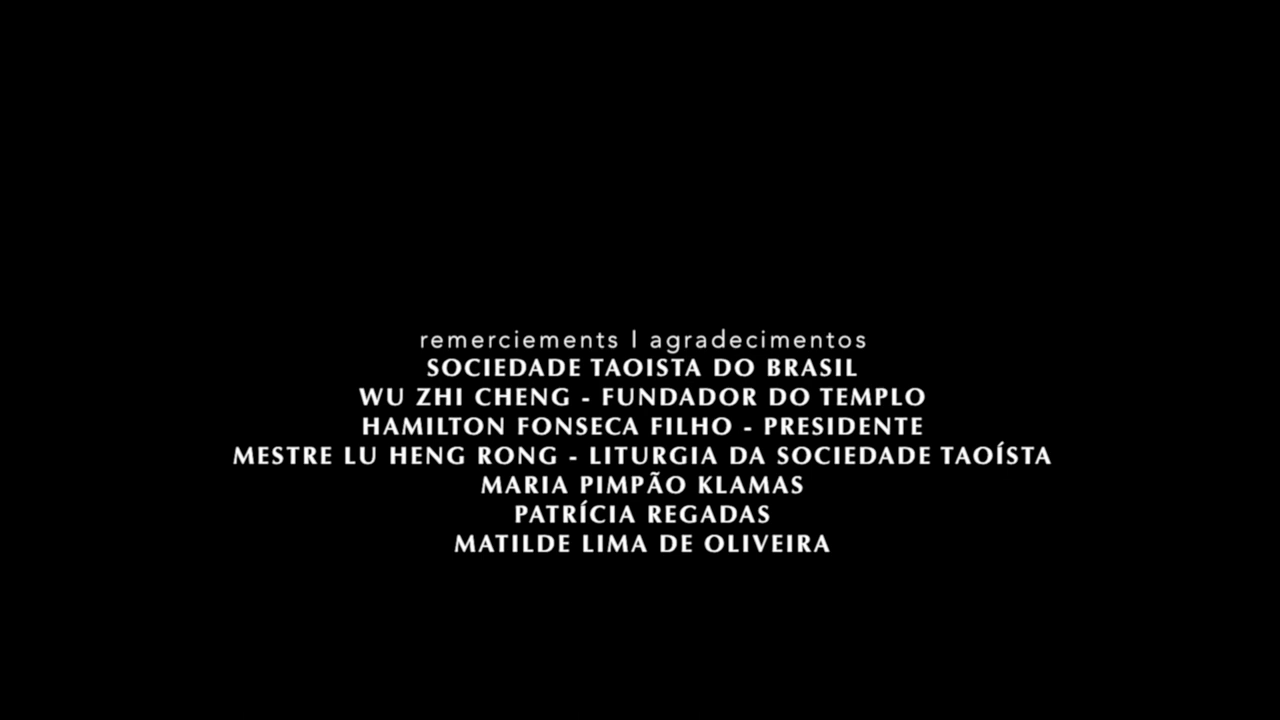 remerciements | agradecimentos
SOCIEDADE TAOISTA DO BRASIL
WU ZHI CHENG - FUNDADOR DO TEMPLO
HAMILTON FONSECA FILHO - PRESIDENTE
MESTRE LU HENG RONG - LITURGIA DA SOCIEDADE TAOÍSTA
MARIA PIMPÃO KLAMAS
PATRÍCIA REGADAS
MATILDE LIMA DE OLIVEIRA